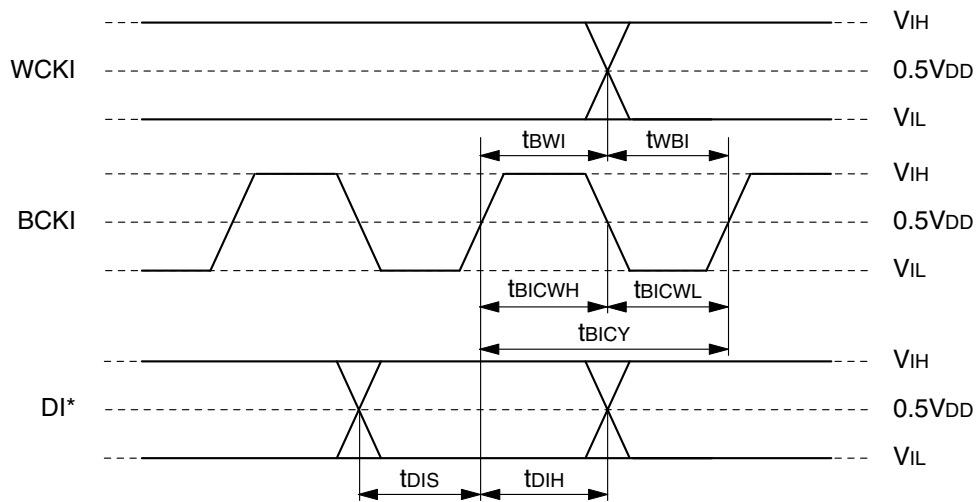 VIH
WCKI 0.5VDD
VIL
tBWI tWBI
VIH
BCKI 0.5VDD
VIL
tBICWH tBICWL
tBICY
VIH
DI* 0.5VDD
VIL
tDIS tDIH